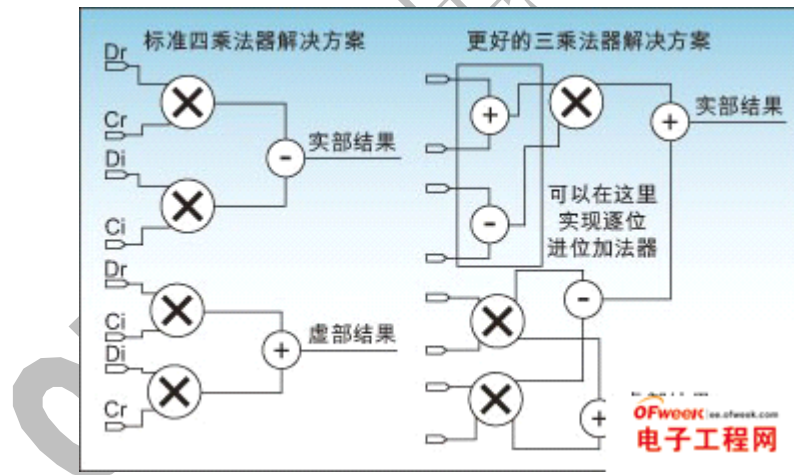 标准四乘法器解决方案
Dr
Cr
Di
Ci
实部结果
Dr
Ci
Di
Cr
虚部结果
更好的三乘法器解决方案
实部结果
可以在这里
实现逐位
进位加法器
OFweek ee.ofweek.com
电子工程网